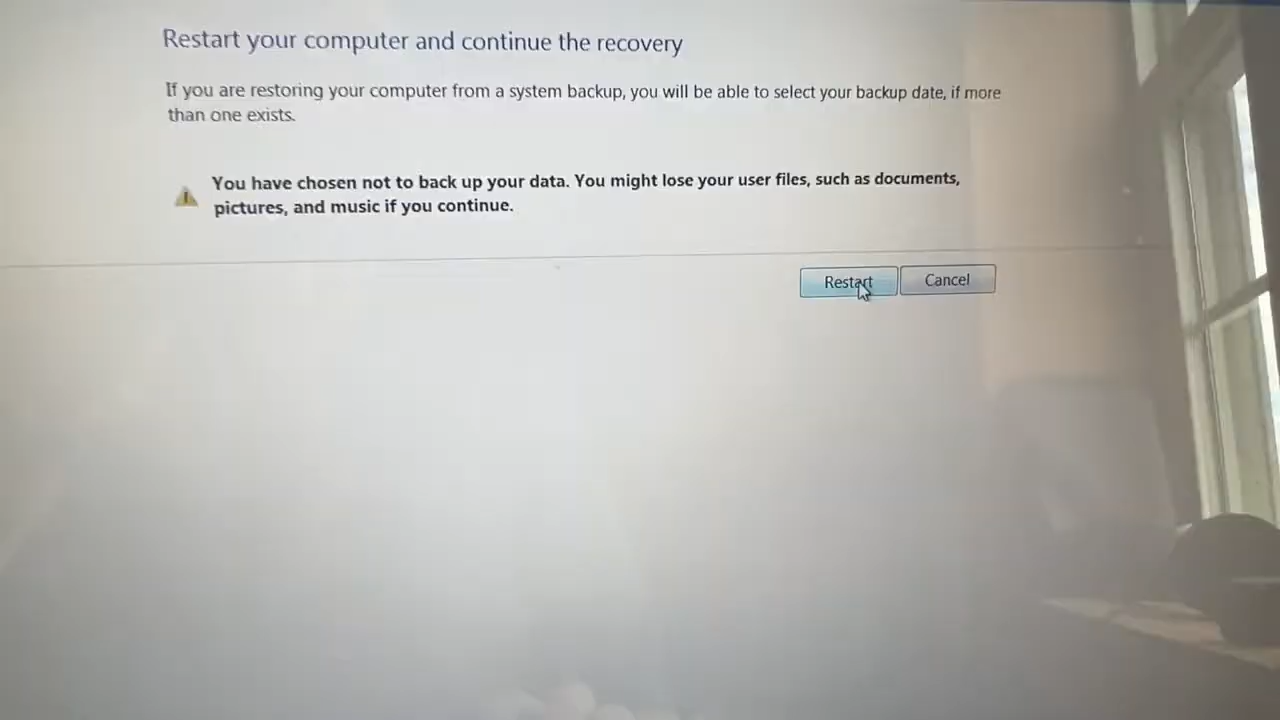 Restart your computer and continue the recovery
If you are restoring your computer from a system backup, you will be able to select your backup date, if more
than one exists.
You have chosen not to back up your data. You might lose your user files, such as documents,
pictures, and music if you continue.
Restart Cancel